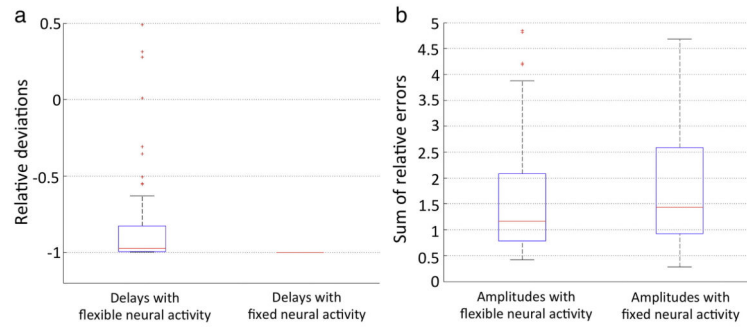 a
Relative deviations
0.5
0
-0.5
-1
Delays with
flexible neural activity
Delays with
fixed neural activity
b
Sum of relative errors
5
4.5
4
3.5
3
2.5
2
1.5
1
0.5
0
Amplitudes with
flexible neural activity
Amplitudes with
fixed neural activity